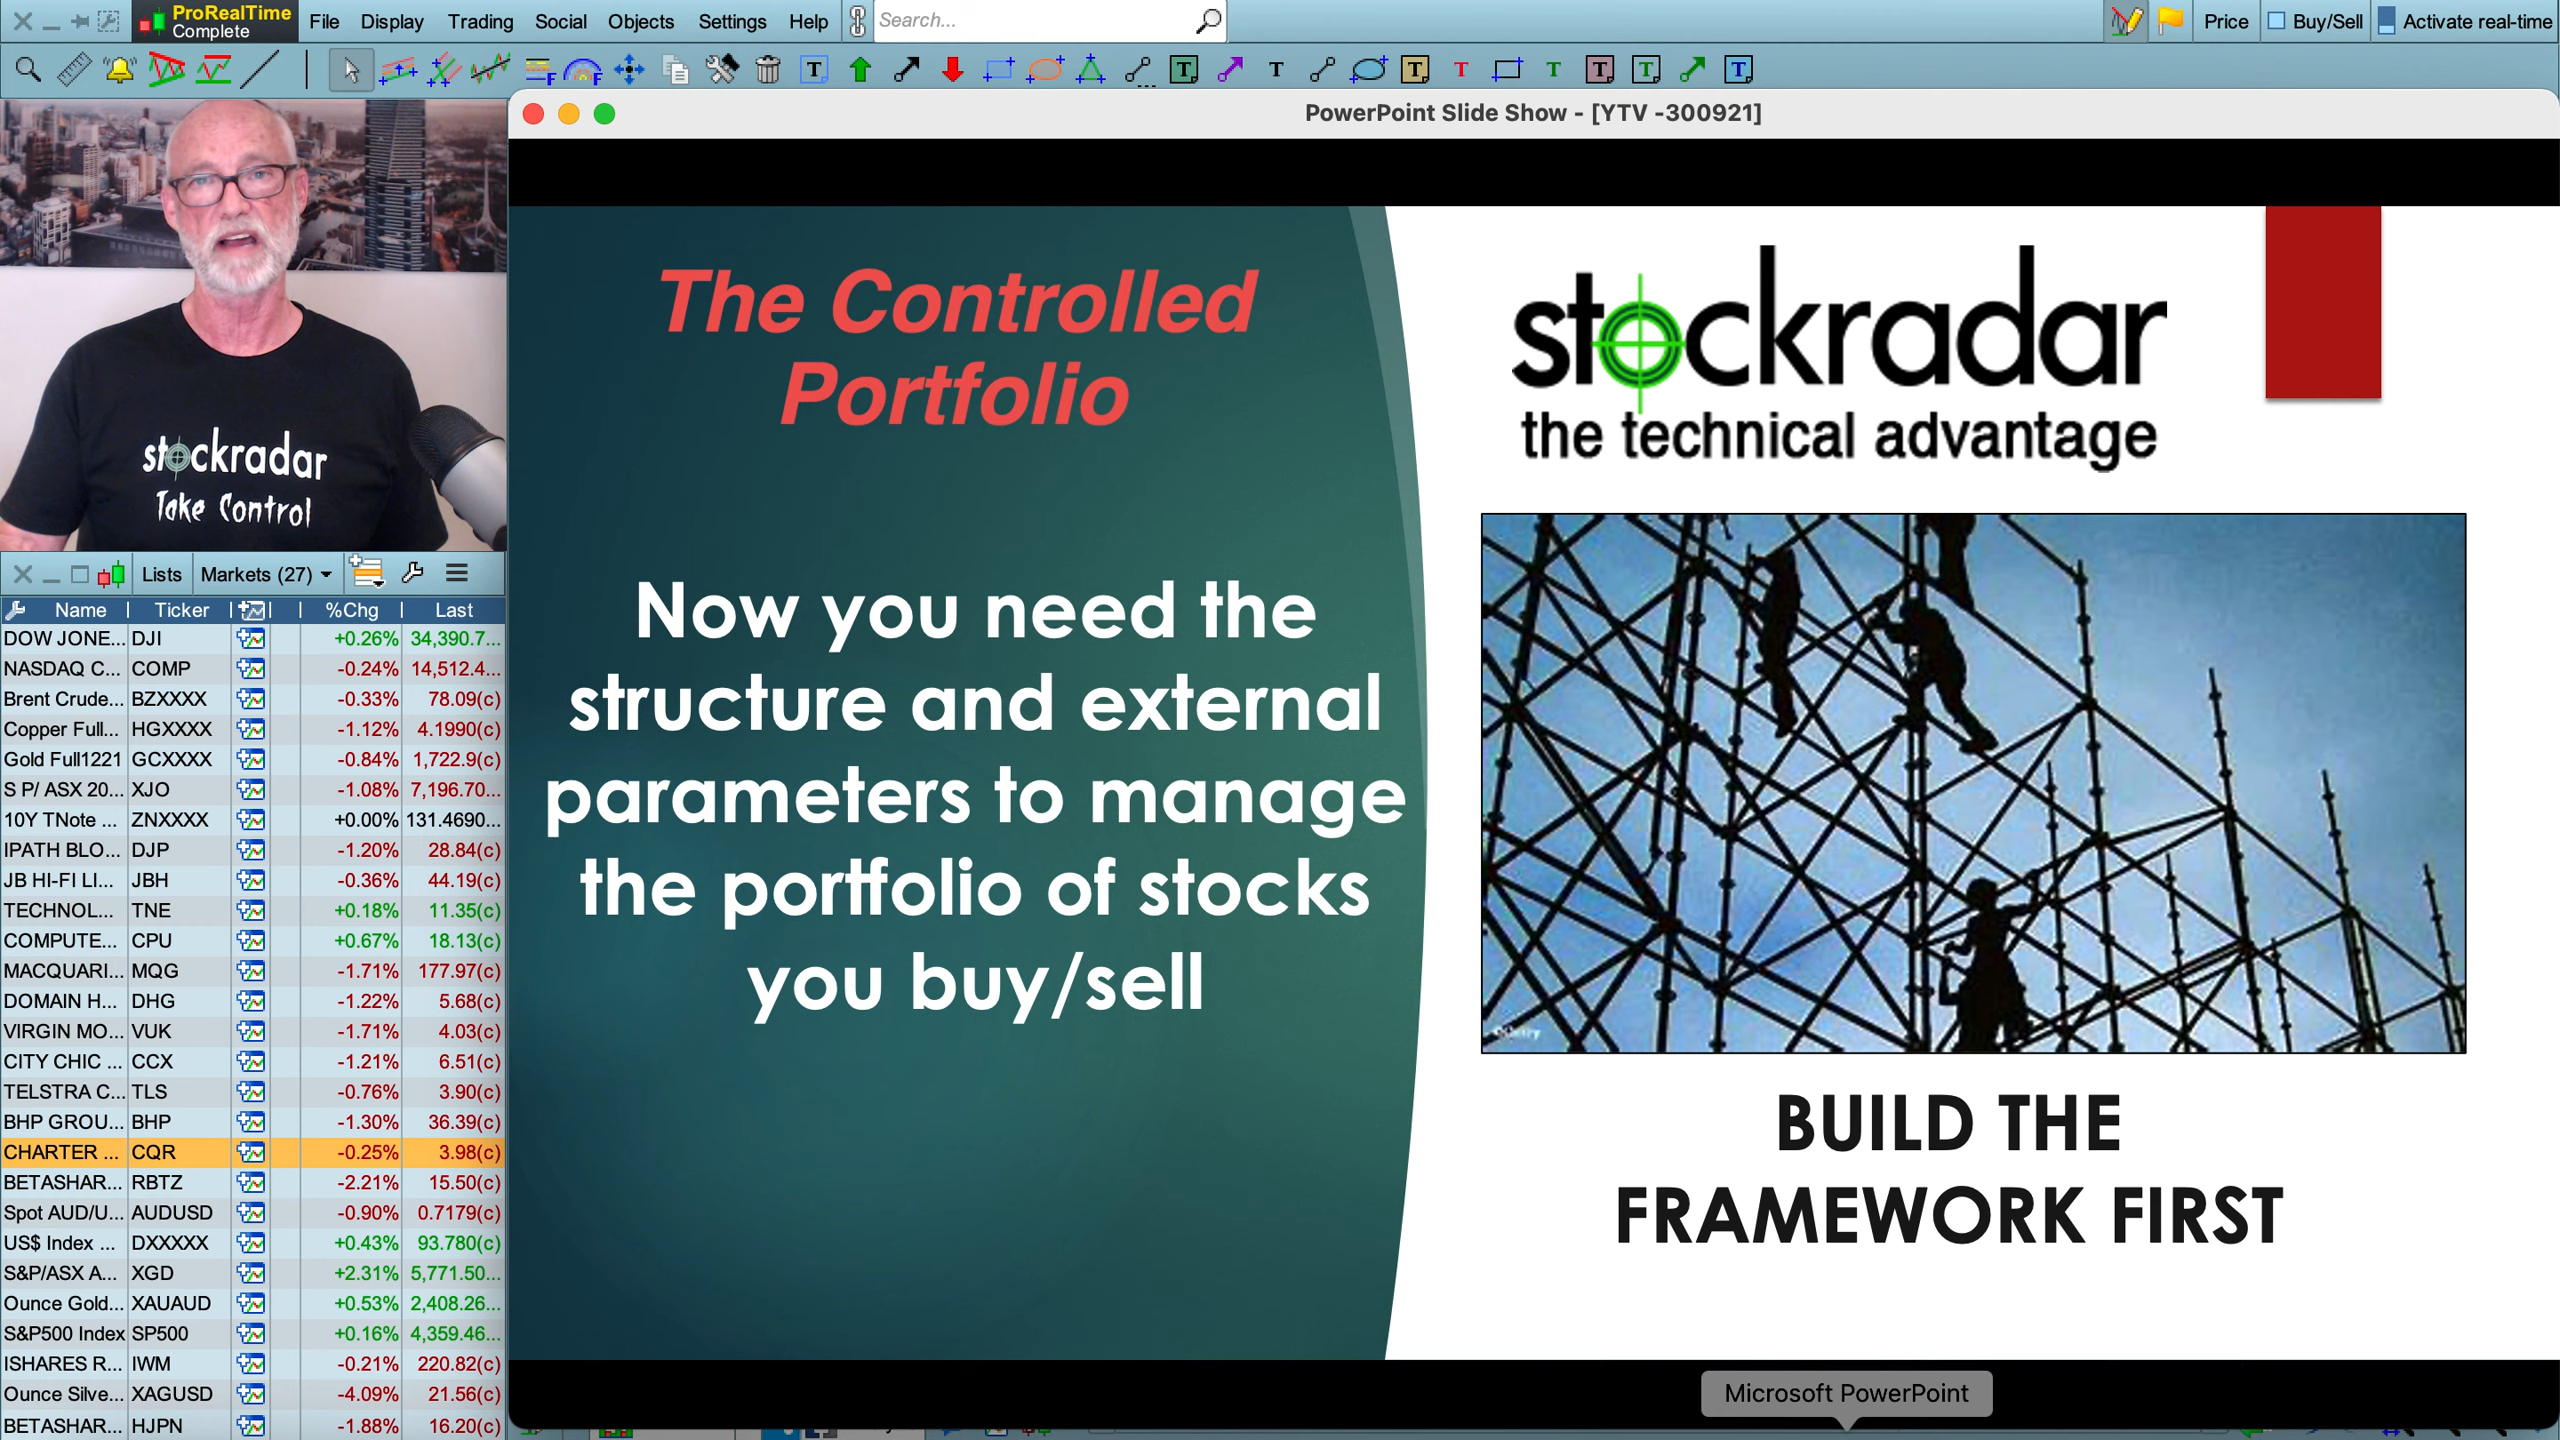 ProRealTime
Complete
File Display Trading Social Objects Settings Help
Search...
Price Buy/Sell Activate real-time
PowerPoint Slide Show - [YTV -300921]
stockradar
Take Control
The Controlled
Portfolio
Now you need the
structure and external
parameters to manage
the portfolio of stocks
you buy/sell
stockradar
the technical advantage
BUILD THE
FRAMEWORK FIRST
Microsoft PowerPoint
Lists Markets (27)
Name Ticker %Chg Last
DOW JONE... DJI +0.26% 34,390.7...
NASDAQ C... COMP -0.24% 14,512.4...
Brent Crude... BZXXXX -0.33% 78.09(c)
Copper Full... HGXXXX -1.12% 4.1990(c)
Gold Full1221 GCXXXX -0.84% 1,722.9(c)
S P/ ASX 20... XJO -1.08% 7,196.70...
10Y TNote ... ZNXXXX +0.00% 131.4690...
IPATH BLO... DJP -1.20% 28.84(c)
JB HI-FI LI... JBH -0.36% 44.19(c)
TECHNOL... TNE +0.18% 11.35(c)
COMPUTE... CPU +0.67% 18.13(c)
MACQUARI... MQG -1.71% 177.97(c)
DOMAIN H... DHG -1.22% 5.68(c)
VIRGIN MO... VUK -1.71% 4.03(c)
CITY CHIC ... CCX -1.21% 6.51(c)
TELSTRA C... TLS -0.76% 3.90(c)
BHP GROU... BHP -1.30% 36.39(c)
CHARTER ... CQR -0.25% 3.98(c)
BETASHAR... RBTZ -2.21% 15.50(c)
Spot AUD/U... AUDUSD -0.90% 0.7179(c)
US$ Index ... DXXXXX +0.43% 93.780(c)
S&P/ASX A... XGD +2.31% 5,771.50...
Ounce Gold... XAUAUD +0.53% 2,408.26...
S&P500 Index SP500 +0.16% 4,359.46...
ISHARES R... IWM -0.21% 220.82(c)
Ounce Silve... XAGUSD -4.09% 21.56(c)
BETASHAR... HJPN -1.88% 16.20(c)